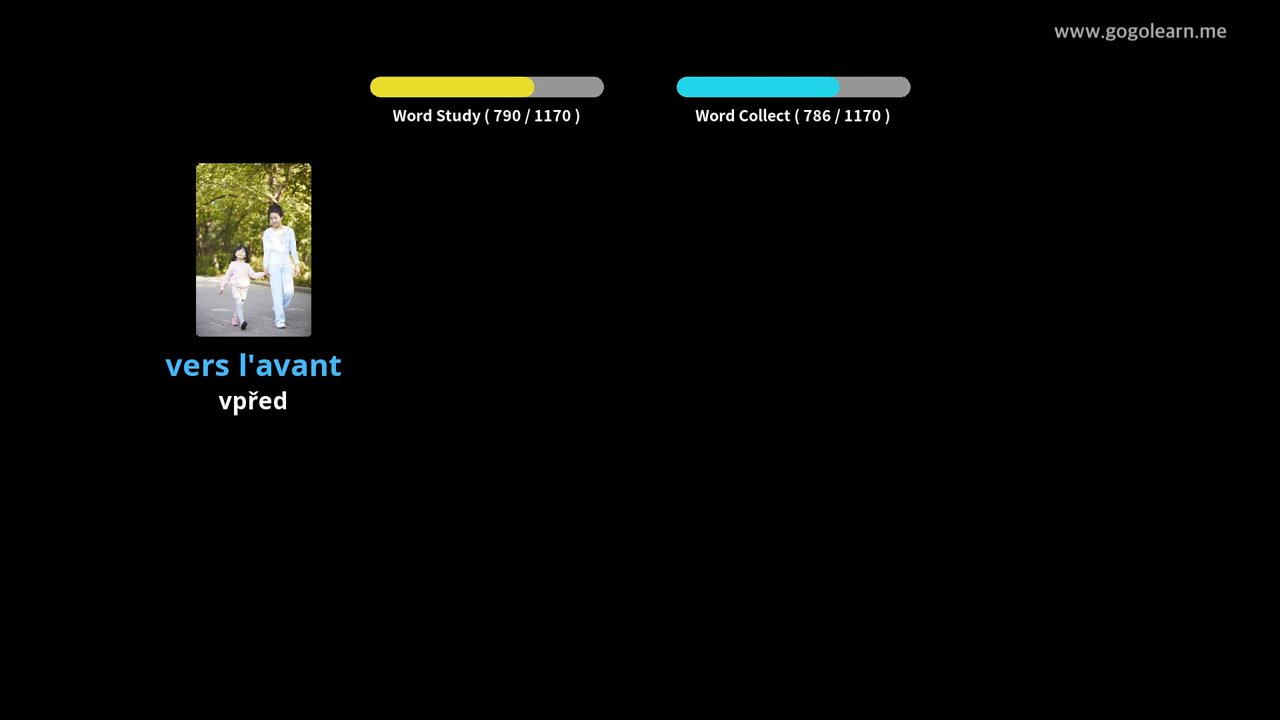 www.gogolearn.me
Word Study ( 790 / 1170 )
Word Collect ( 786 / 1170 )
vers l'avant
vpřed